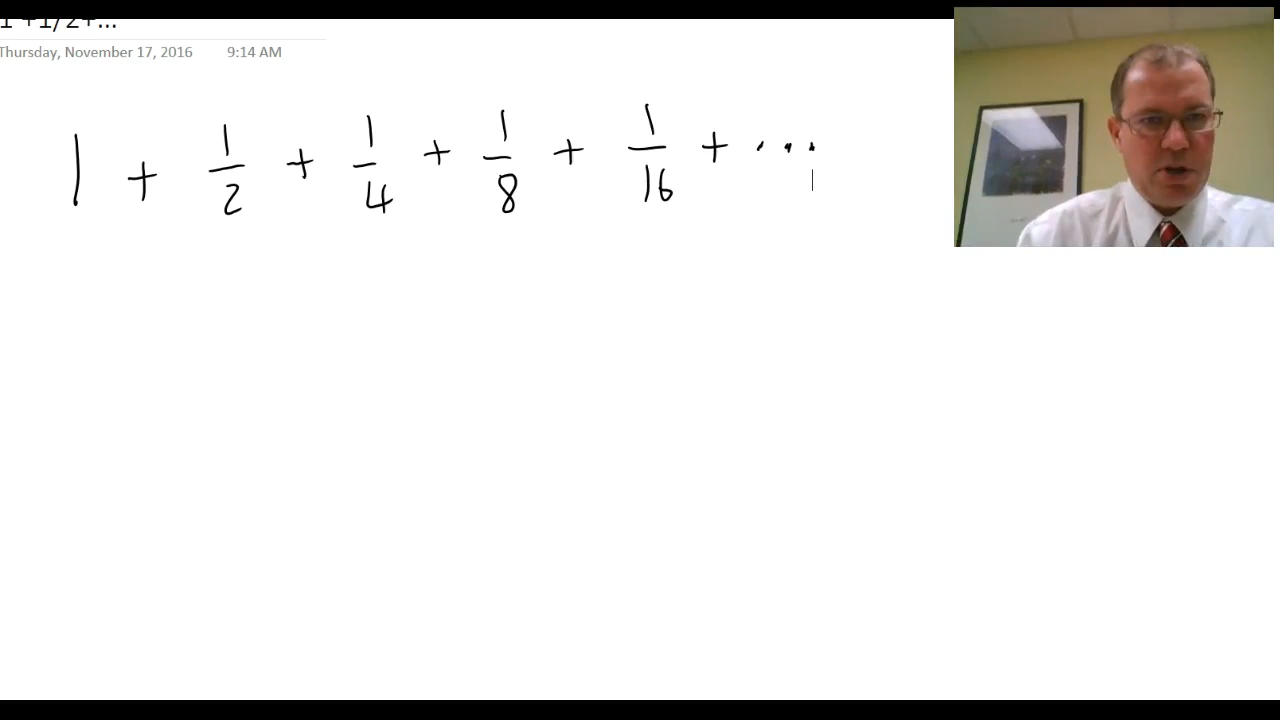 1 + 1/2 + ...
Thursday, November 17, 2016 9:14 AM
1 + 1/2 + 1/4 + 1/8 + 1/16 + ...